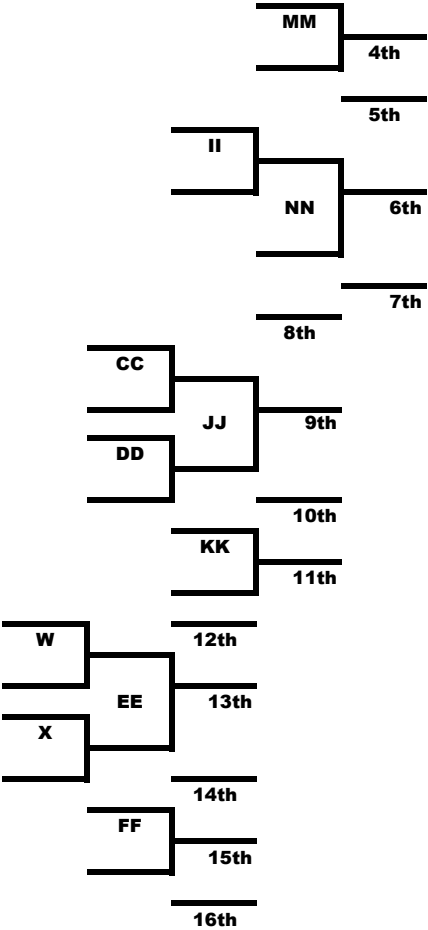 MM
4th
5th
II
NN
6th
7th
8th
CC
JJ
9th
DD
10th
KK
11th
W
12th
EE
13th
X
14th
FF
15th
16th